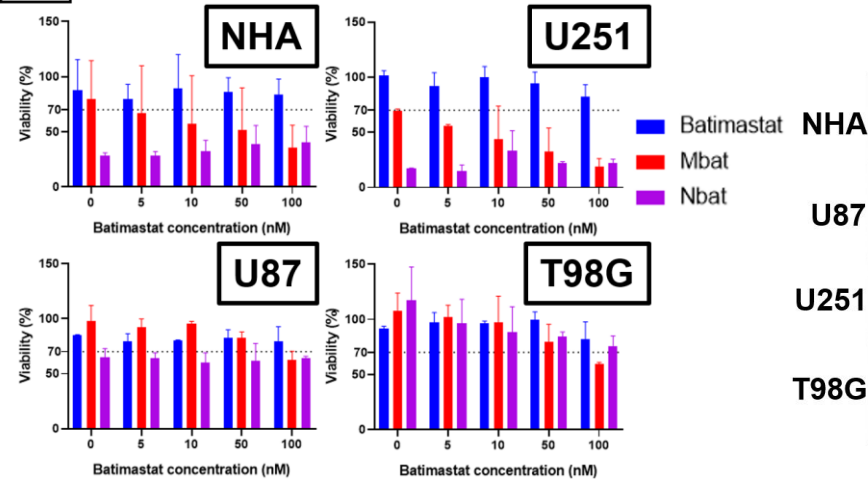 NHA
150
100
70
50
0
Viability (%)
0 5 10 50 100
Batimastat concentration (nM)
U251
150
100
70
50
0
Viability (%)
0 5 10 50 100
Batimastat concentration (nM)
Batimastat
Mbat
Nbat
NHA
U87
U251
T98G
U87
150
100
70
50
0
Viability (%)
0 5 10 50 100
Batimastat concentration (nM)
T98G
150
100
70
50
0
Viability (%)
0 5 10 50 100
Batimastat concentration (nM)